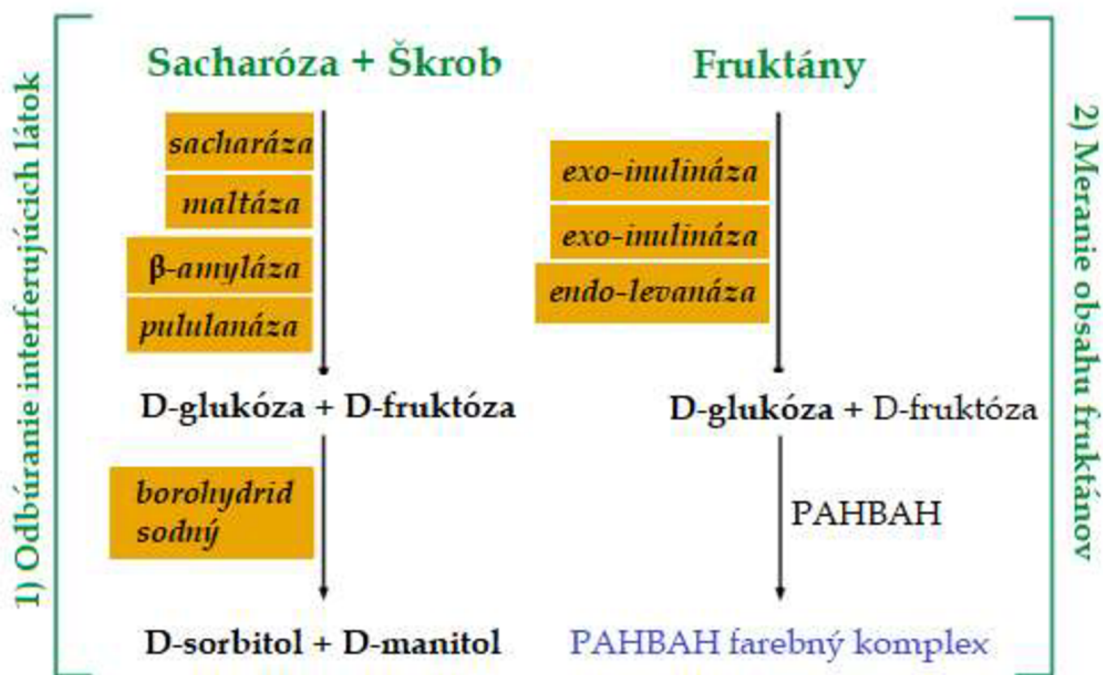 1) Odbúranie interferujúcich látok
Sacharóza + Škrob
sacharáza
maltáza
β-amyláza
pululanáza
D-glukóza + D-fruktóza
borohydrid
sodný
D-sorbitol + D-manitol
Fruktány
exo-inulináza
exo-inulináza
endo-levanáza
D-glukóza + D-fruktóza
PAHBAH
PAHBAH farebný komplex
2) Meranie obsahu fruktánov